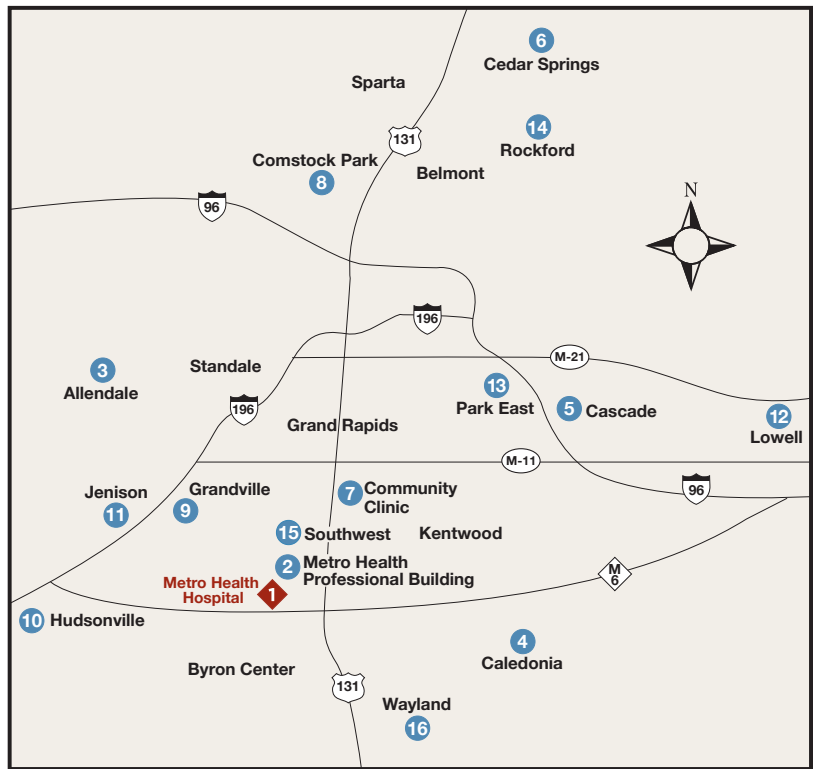 6
Cedar Springs
Sparta
14
Rockford
131
Comstock Park
8
Belmont
N
96
196
M-21
3
Allendale
Standale
13
Park East
5 Cascade
12
Lowell
196
Grand Rapids
M-11
Jenison
11
Grandville
9
7 Community
Clinic
96
15 Southwest
Kentwood
2 Metro Health
Professional Building
Metro Health
Hospital
1
M
6
10 Hudsonville
4
Caledonia
Byron Center
131
Wayland
16